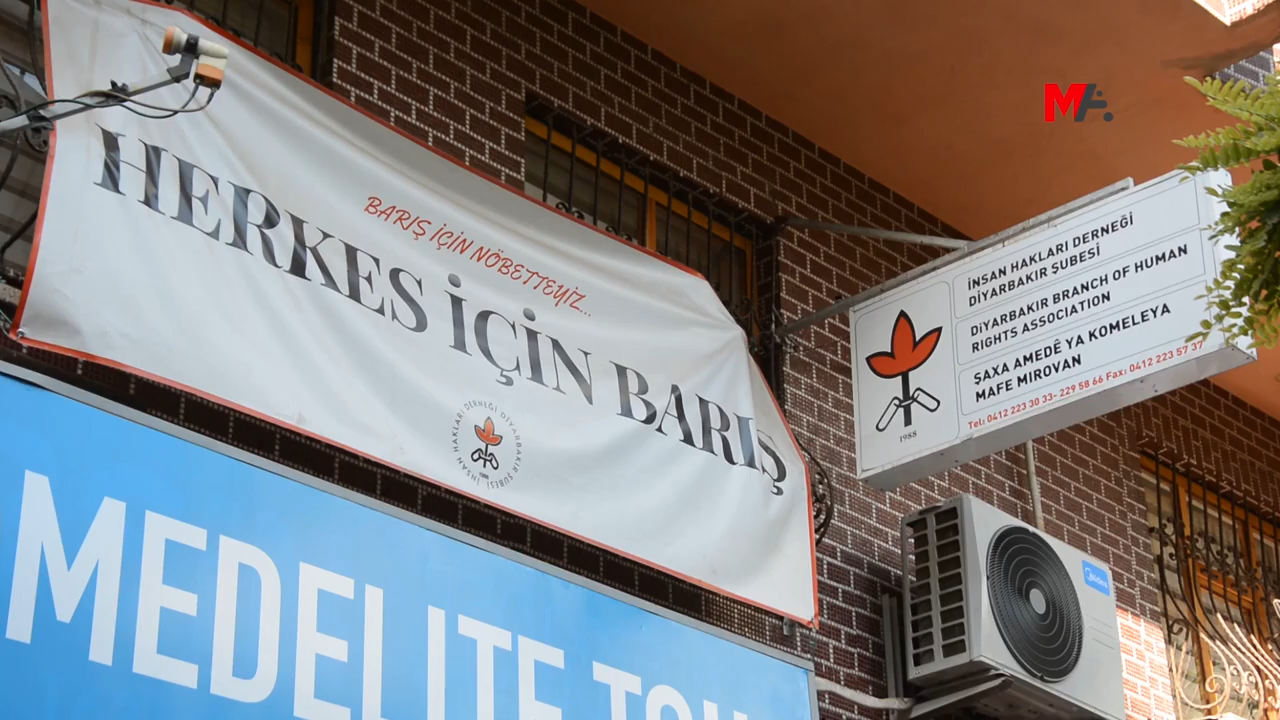 BARIŞ İÇİN NÖBETTEYİZ...
HERKES İÇİN BARIŞ
İNSAN HAKLARI DERNEĞİ DİYARBAKIR ŞUBESİ
1988
MA
İNSAN HAKLARI DERNEĞİ
DİYARBAKIR ŞUBESİ
DİYARBAKIR BRANCH OF HUMAN
RIGHTS ASSOCIATION
ŞAXA AMEDÊ YA KOMELEYA
MAFE MIROVAN
Tel: 0412 223 30 33- 229 58 66 Fax: 0412 223 57 37
1988
Midea
MEDELITE